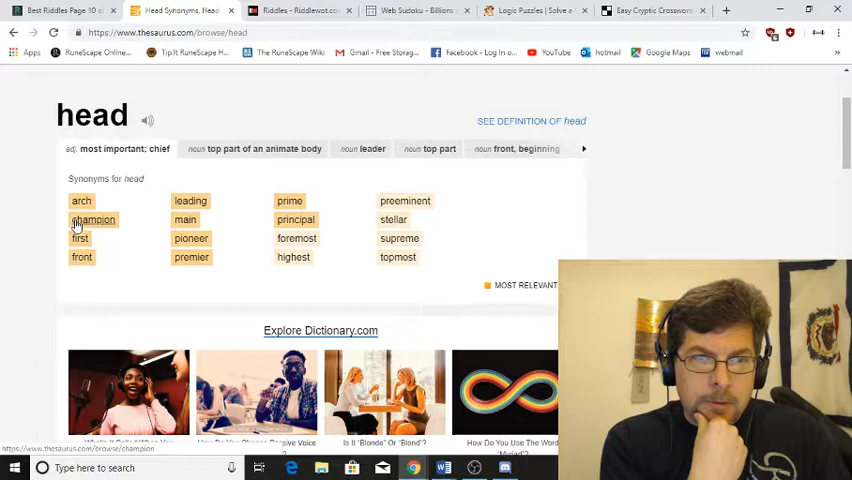 Best Riddles Page 10 or
Head Synonyms, Head
Riddles - Riddlewot.com
Web Sudoku - Billions
Logic Puzzles | Solve a
Easy Cryptic Crossword
https://www.thesaurus.com/browse/head
Apps
RuneScape Online...
Tip.It RuneScape H...
The RuneScape Wiki
Gmail - Free Storag...
Facebook - Log In o...
YouTube
hotmail
Google Maps
webmail
head
SEE DEFINITION OF head
adj. most important; chief
noun top part of an animate body
noun leader
noun top part
noun front, beginning
Synonyms for head
arch
champion
first
front
leading
main
pioneer
premier
prime
principal
foremost
highest
preeminent
stellar
supreme
topmost
MOST RELEVANT
Explore Dictionary.com
Is It "Blonde" Or "Blond"?
How Do You Use The Word
https://www.thesaurus.com/browse/champion
Type here to search